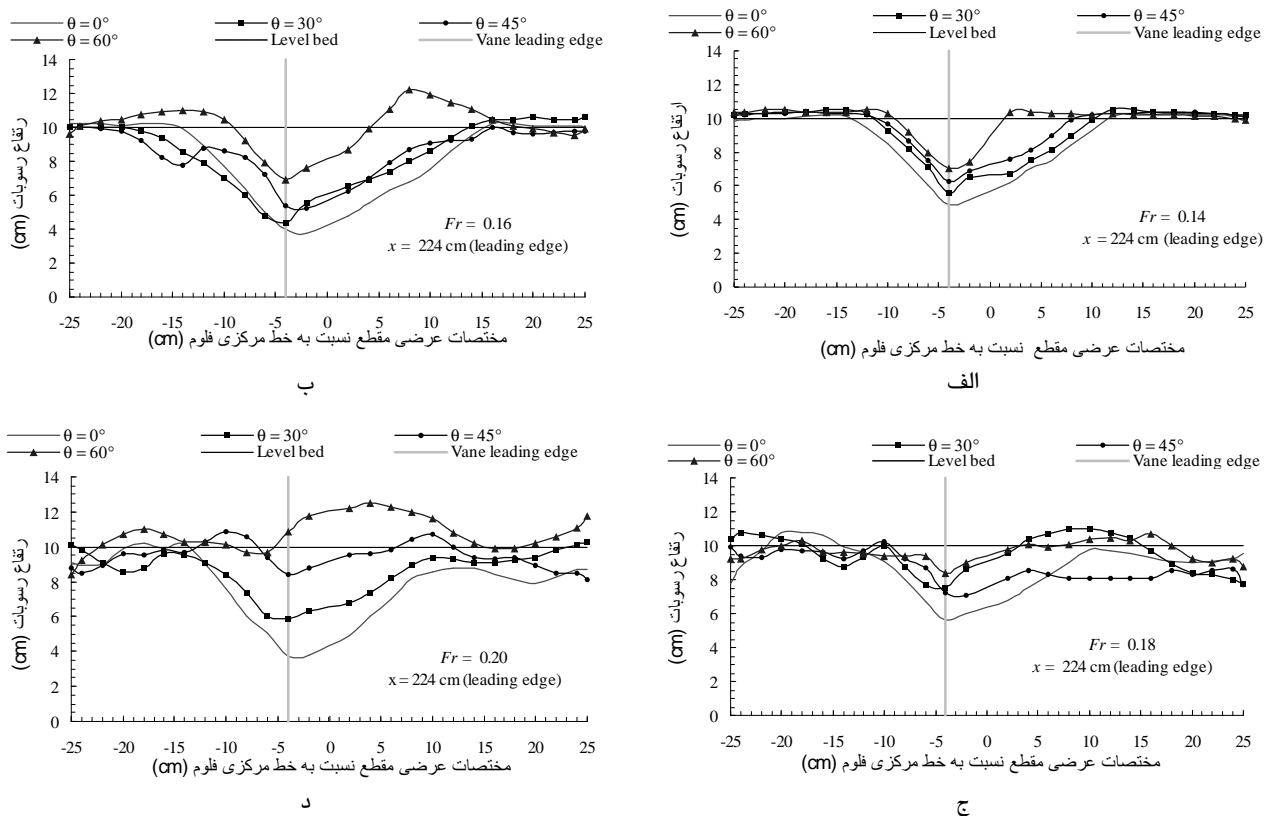 θ = 0° θ = 30° θ = 45°
θ = 60° Level bed Vane leading edge
14
12
10
8
6
4
2
0
ارتفاع رسوبات (cm)
Fr = 0.14
x = 224 cm (leading edge)
-25 -20 -15 -10 -5 0 5 10 15 20 25
مختصات عرضی مقطع نسبت به خط مرکزی فلوم (cm)
الف
θ = 0° θ = 30° θ = 45°
θ = 60° Level bed Vane leading edge
14
12
10
8
6
4
2
0
رتفاع رسوبات (cm)
Fr = 0.16
x = 224 cm (leading edge)
-25 -20 -15 -10 -5 0 5 10 15 20 25
مختصات عرضی مقطع نسبت به خط مرکزی فلوم (cm)
ب
θ = 0° θ = 30° θ = 45°
θ = 60° Level bed Vane leading edge
14
12
10
8
6
4
2
0
رتفاع رسوبات (cm)
Fr = 0.18
x = 224 cm (leading edge)
-25 -20 -15 -10 -5 0 5 10 15 20 25
مختصات عرضی مقطع نسبت به خط مرکزی فلوم (cm)
ج
θ = 0° θ = 30° θ = 45°
θ = 60° Level bed Vane leading edge
14
12
10
8
6
4
2
0
رتفاع رسوبات (cm)
Fr = 0.20
x = 224 cm (leading edge)
-25 -20 -15 -10 -5 0 5 10 15 20 25
مختصات عرضی مقطع نسبت به خط مرکزی فلوم (cm)
د